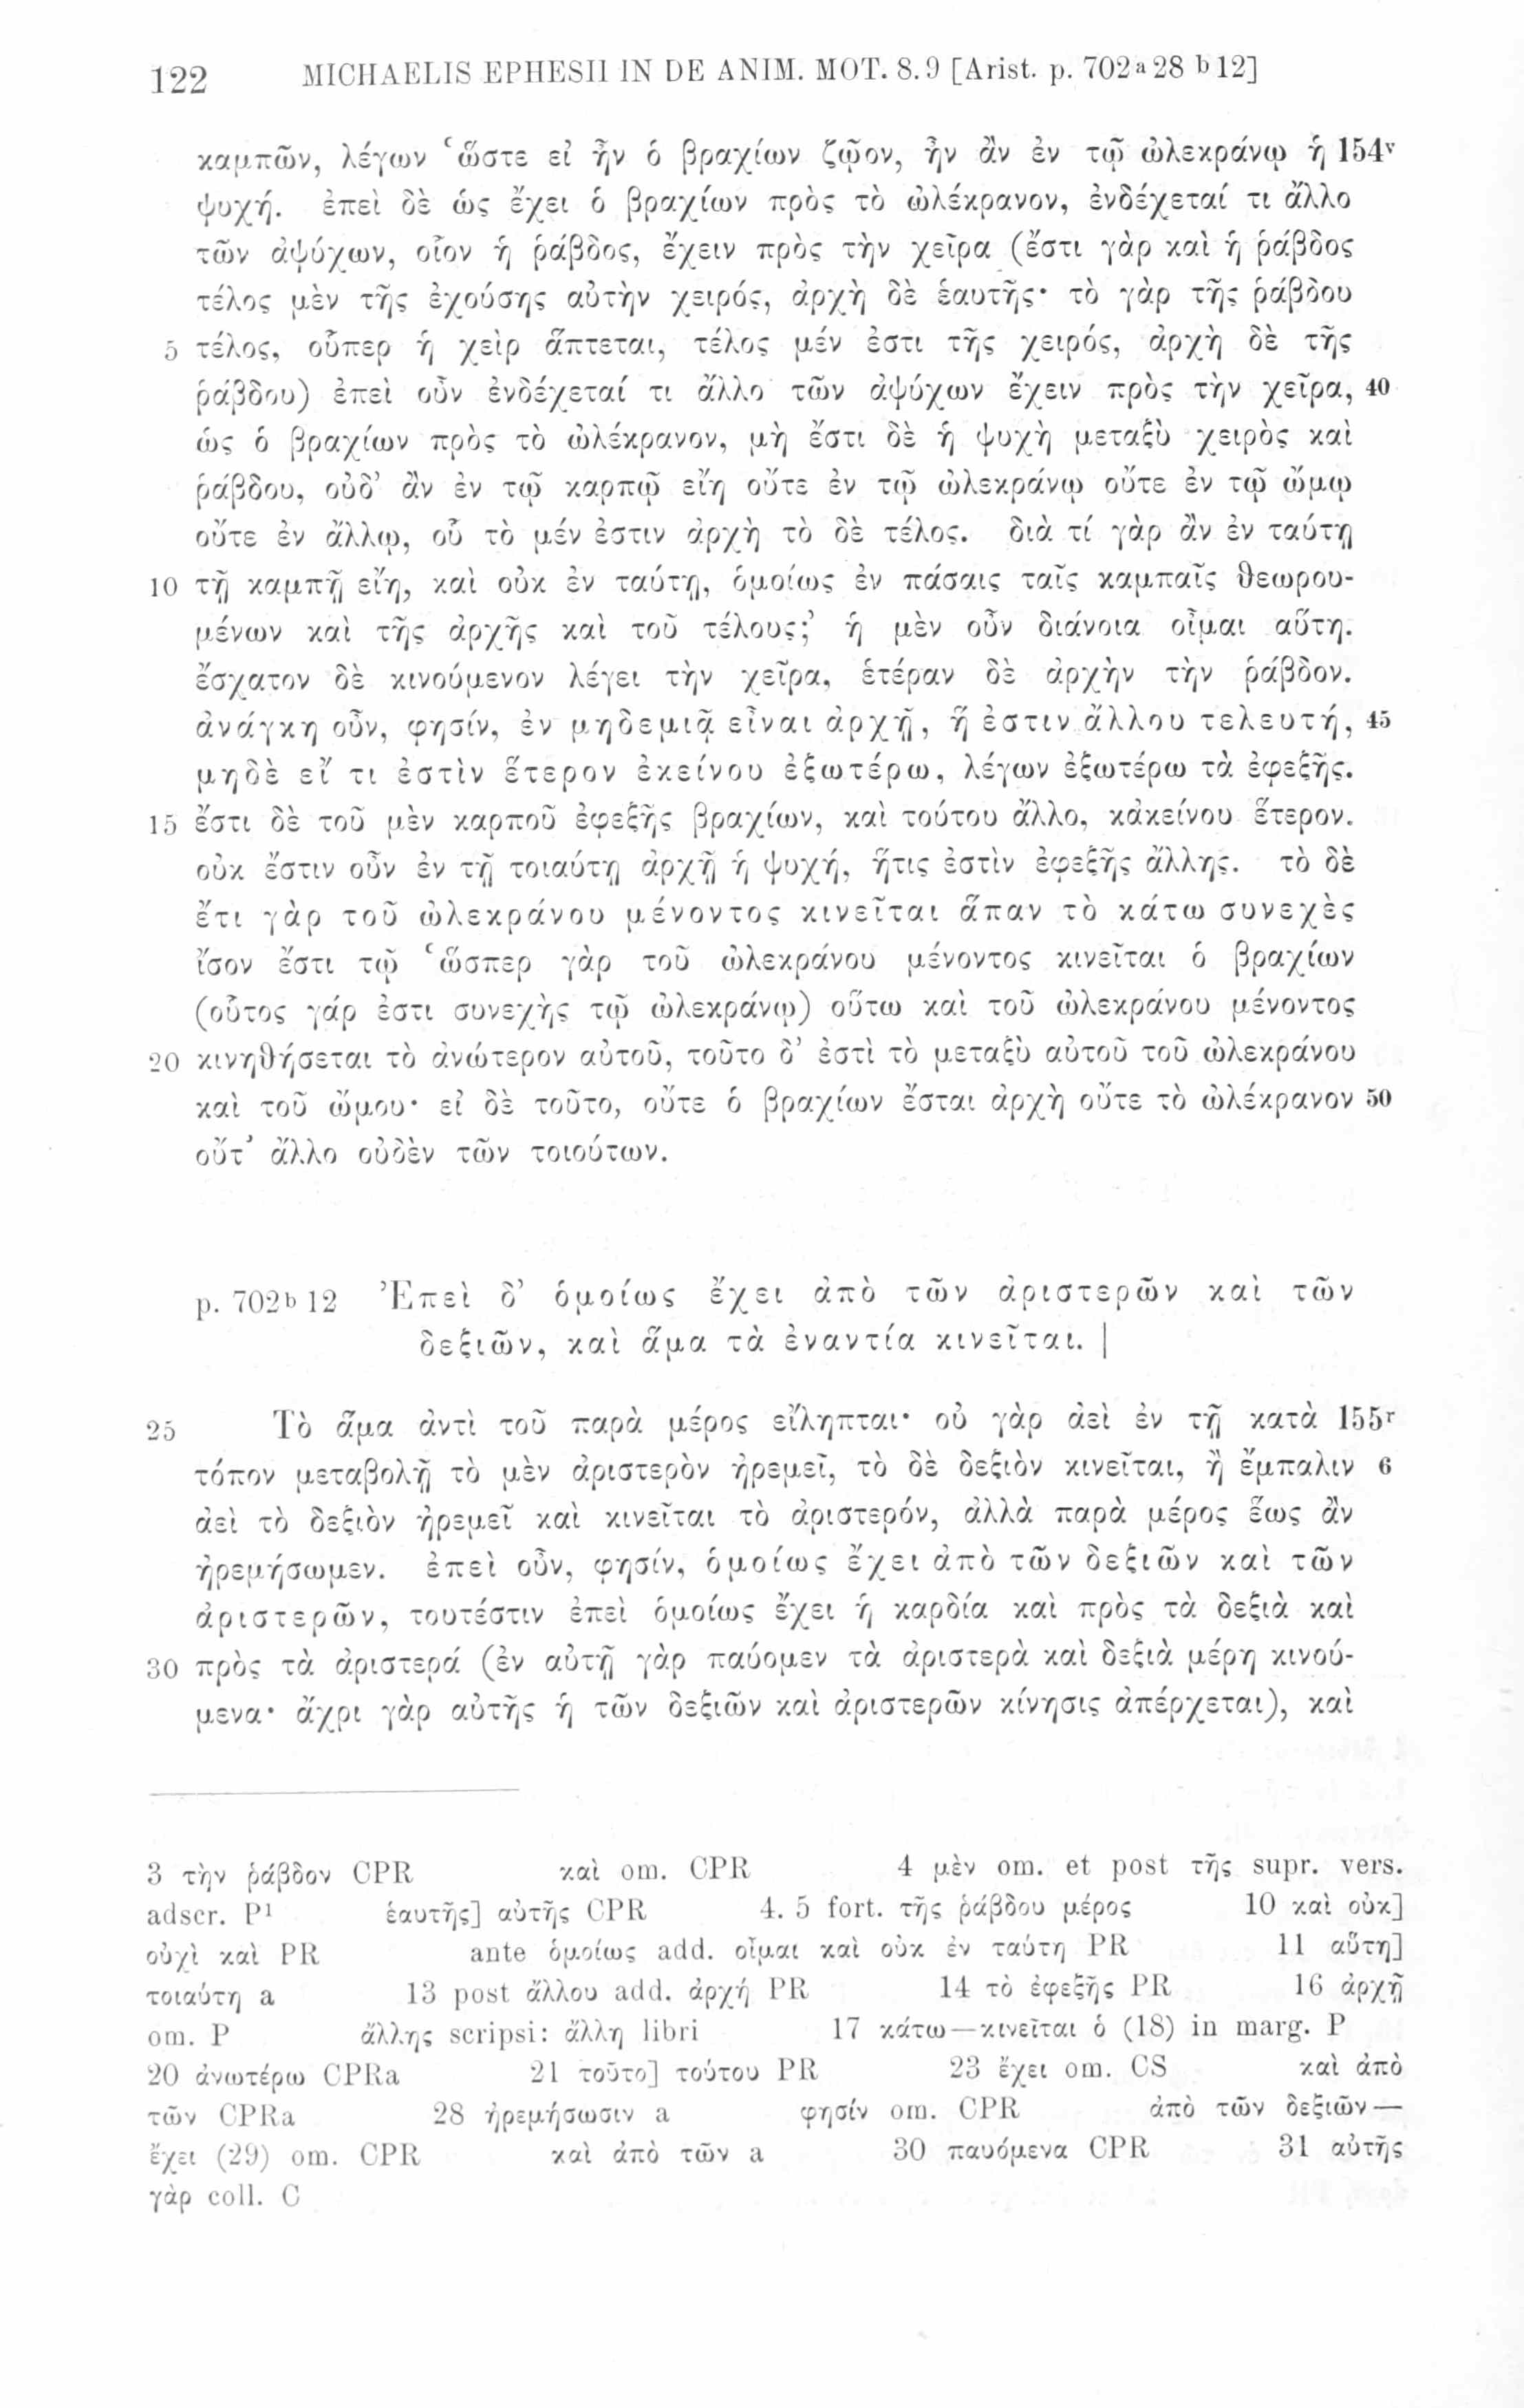 122 MICHAELIS EPHESII IN DE ANIM. MOT. 8.9 [Arist. p. 702ᵃ28 ᵇ12]
καμπῶν, λέγων ‘ὥστε εἰ ἦν ὁ βραχίων ζῷον, ἦν ἂν ἐν τῷ ὠλεκράνῳ ἡ 154ᵛ
ψυχή. ἐπεὶ δὲ ὡς ἔχει ὁ βραχίων πρὸς τὸ ὠλέκρανον, ἐνδέχεταί τι ἄλλο
τῶν ἀψύχων, οἷον ἡ ῥάβδος, ἔχειν πρὸς τὴν χεῖρα (ἔστι γὰρ καὶ ἡ ῥάβδος
τέλος μὲν τῆς ἐχούσης αὐτὴν χειρός, ἀρχὴ δὲ ἑαυτῆς· τὸ γὰρ τῆς ῥάβδου
5 τέλος, οὗπερ ἡ χεὶρ ἅπτεται, τέλος μέν ἐστι τῆς χειρός, ἀρχὴ δὲ τῆς
ῥάβδου) ἐπεὶ οὖν ἐνδέχεταί τι ἄλλο τῶν ἀψύχων ἔχειν πρὸς τὴν χεῖρα, 40
ὡς ὁ βραχίων πρὸς τὸ ὠλέκρανον, μὴ ἔστι δὲ ἡ ψυχὴ μεταξὺ χειρὸς καὶ
ῥάβδου, οὐδ’ ἂν ἐν τῷ καρπῷ εἴη οὔτε ἐν τῷ ὠλεκράνῳ οὔτε ἐν τῷ ὤμῳ
οὔτε ἐν ἄλλῳ, οὗ τὸ μέν ἐστιν ἀρχὴ τὸ δὲ τέλος. διὰ τί γὰρ ἂν ἐν ταύτῃ
10 τῇ καμπῇ εἴη, καὶ οὐκ ἐν ταύτῃ, ὁμοίως ἐν πάσαις ταῖς καμπαῖς θεωρου-
μένων καὶ τῆς ἀρχῆς καὶ τοῦ τέλους;’ ἡ μὲν οὖν διάνοια οἶμαι αὕτη.
ἔσχατον δὲ κινούμενον λέγει τὴν χεῖρα, ἑτέραν δὲ ἀρχὴν τὴν ῥάβδον.
ἀνάγκη οὖν, φησίν, ἐν μηδεμιᾷ εἶναι ἀρχῇ, ἥ ἐστιν ἄλλου τελευτή, 45
μηδὲ εἴ τι ἐστὶν ἕτερον ἐκείνου ἐξωτέρω, λέγων ἐξωτέρω τὰ ἐφεξῆς.
15 ἔστι δὲ τοῦ μὲν καρποῦ ἐφεξῆς βραχίων, καὶ τούτου ἄλλο, κἀκείνου ἕτερον.
οὐκ ἔστιν οὖν ἐν τῇ τοιαύτῃ ἀρχῇ ἡ ψυχή, ἥτις ἐστὶν ἐφεξῆς ἄλλης. τὸ δὲ
ἔτι γὰρ τοῦ ὠλεκράνου μένοντος κινεῖται ἅπαν τὸ κάτω συνεχὲς
ἴσον ἔστι τῷ ‘ὥσπερ γὰρ τοῦ ὠλεκράνου μένοντος κινεῖται ὁ βραχίων
(οὗτος γάρ ἐστι συνεχὴς τῷ ὠλεκράνῳ) οὕτω καὶ τοῦ ὠλεκράνου μένοντος
20 κινηθήσεται τὸ ἀνώτερον αὐτοῦ, τοῦτο δ’ ἐστὶ τὸ μεταξὺ αὐτοῦ τοῦ ὠλεκράνου
καὶ τοῦ ὤμου· εἰ δὲ τοῦτο, οὔτε ὁ βραχίων ἔσται ἀρχὴ οὔτε τὸ ὠλέκρανον 50
οὔτ’ ἄλλο οὐδὲν τῶν τοιούτων.
p. 702ᵇ12 Ἐπεὶ δ’ ὁμοίως ἔχει ἀπὸ τῶν ἀριστερῶν καὶ τῶν
δεξιῶν, καὶ ἅμα τὰ ἐναντία κινεῖται. |
25 Τὸ ἅμα ἀντὶ τοῦ παρὰ μέρος εἴληπται· οὐ γὰρ ἀεὶ ἐν τῇ κατὰ 155ʳ
τόπον μεταβολῇ τὸ μὲν ἀριστερὸν ἠρεμεῖ, τὸ δὲ δεξιὸν κινεῖται, ἢ ἔμπαλιν 6
ἀεὶ τὸ δεξιὸν ἠρεμεῖ καὶ κινεῖται τὸ ἀριστερόν, ἀλλὰ παρὰ μέρος ἕως ἂν
ἠρεμήσωμεν. ἐπεὶ οὖν, φησίν, ὁμοίως ἔχει ἀπὸ τῶν δεξιῶν καὶ τῶν
ἀριστερῶν, τουτέστιν ἐπεὶ ὁμοίως ἔχει ἡ καρδία καὶ πρὸς τὰ δεξιὰ καὶ
30 πρὸς τὰ ἀριστερά (ἐν αὐτῇ γὰρ παύομεν τὰ ἀριστερὰ καὶ δεξιὰ μέρη κινού-
μενα· ἄχρι γὰρ αὐτῆς ἡ τῶν δεξιῶν καὶ ἀριστερῶν κίνησις ἀπέρχεται), καὶ
3 τὴν ῥάβδον CPR καὶ om. CPR 4 μὲν om. et post τῆς supr. vers.
adscr. P¹ ἑαυτῆς] αὐτῆς CPR 4. 5 fort. τῆς ῥάβδου μέρος 10 καὶ οὐκ]
οὐχὶ καὶ PR ante ὁμοίως add. οἶμαι καὶ οὐκ ἐν ταύτῃ PR 11 αὕτη]
τοιαύτη a 13 post ἄλλου add. ἀρχή PR 14 τὸ ἐφεξῆς PR 16 ἀρχῇ
om. P ἄλλης scripsi: ἄλλη libri 17 κάτω—κινεῖται ὁ (18) in marg. P
20 ἀνωτέρω CPRa 21 τοῦτο] τούτου PR 23 ἔχει om. CS καὶ ἀπὸ
τῶν CPRa 28 ἠρεμήσωσιν a φησίν om. CPR ἀπὸ τῶν δεξιῶν—
ἔχει (29) om. CPR καὶ ἀπὸ τῶν a 30 παυόμενα CPR 31 αὐτῆς
γὰρ coll. C